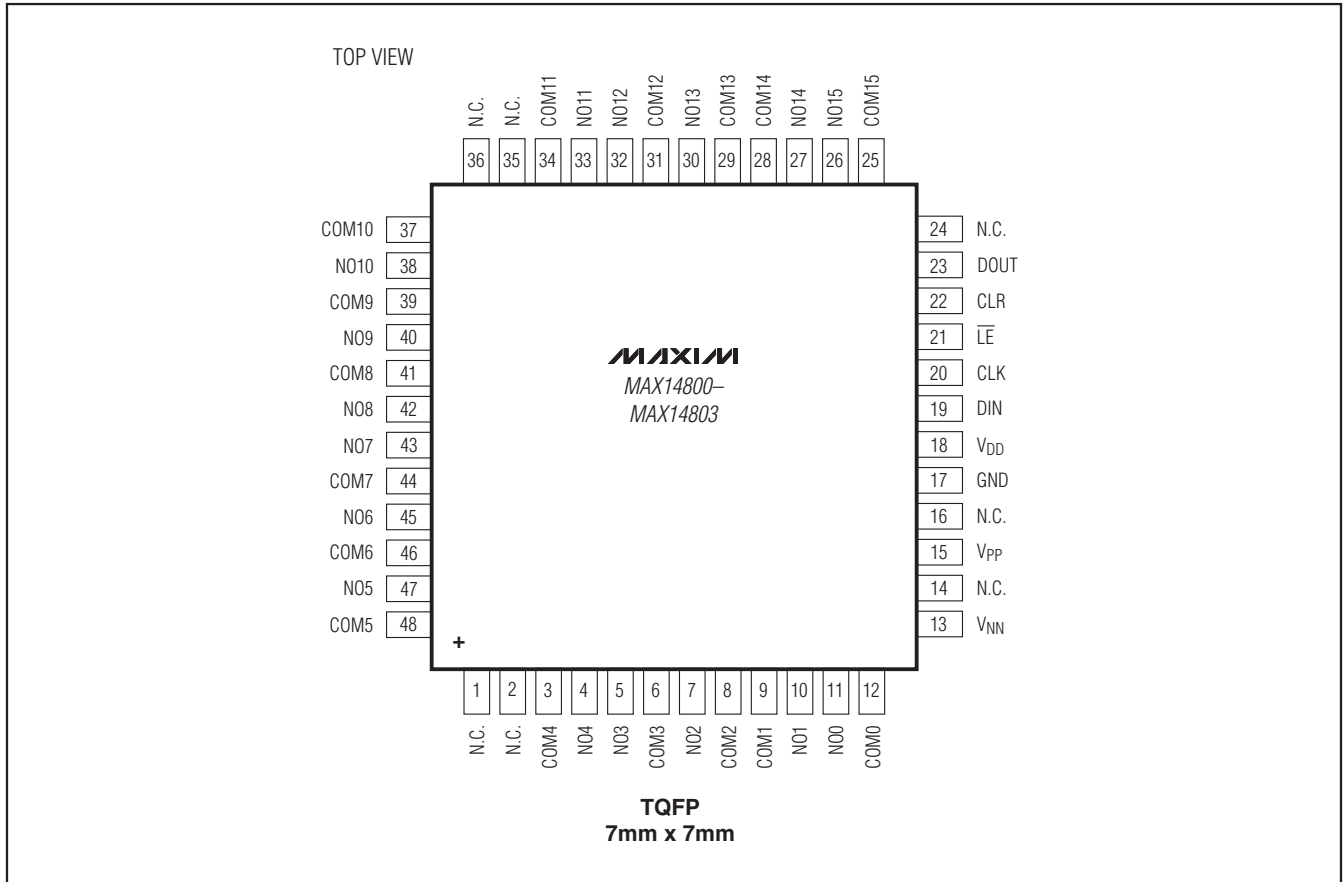 TOP VIEW
N.C.
N.C.
COM11
NO11
NO12
COM12
NO13
COM13
COM14
NO14
NO15
COM15
36 35 34 33 32 31 30 29 28 27 26 25
COM10 37
NO10 38
COM9 39
NO9 40
COM8 41
NO8 42
NO7 43
COM7 44
NO6 45
COM6 46
NO5 47
COM5 48
MAXIM
MAX14800–
MAX14803
24 N.C.
23 DOUT
22 CLR
21 L̅E̅
20 CLK
19 DIN
18 VDD
17 GND
16 N.C.
15 VPP
14 N.C.
13 VNN
+
1 2 3 4 5 6 7 8 9 10 11 12
N.C.
N.C.
COM4
NO4
NO3
COM3
NO2
COM2
COM1
NO1
NO0
COM0
TQFP
7mm x 7mm